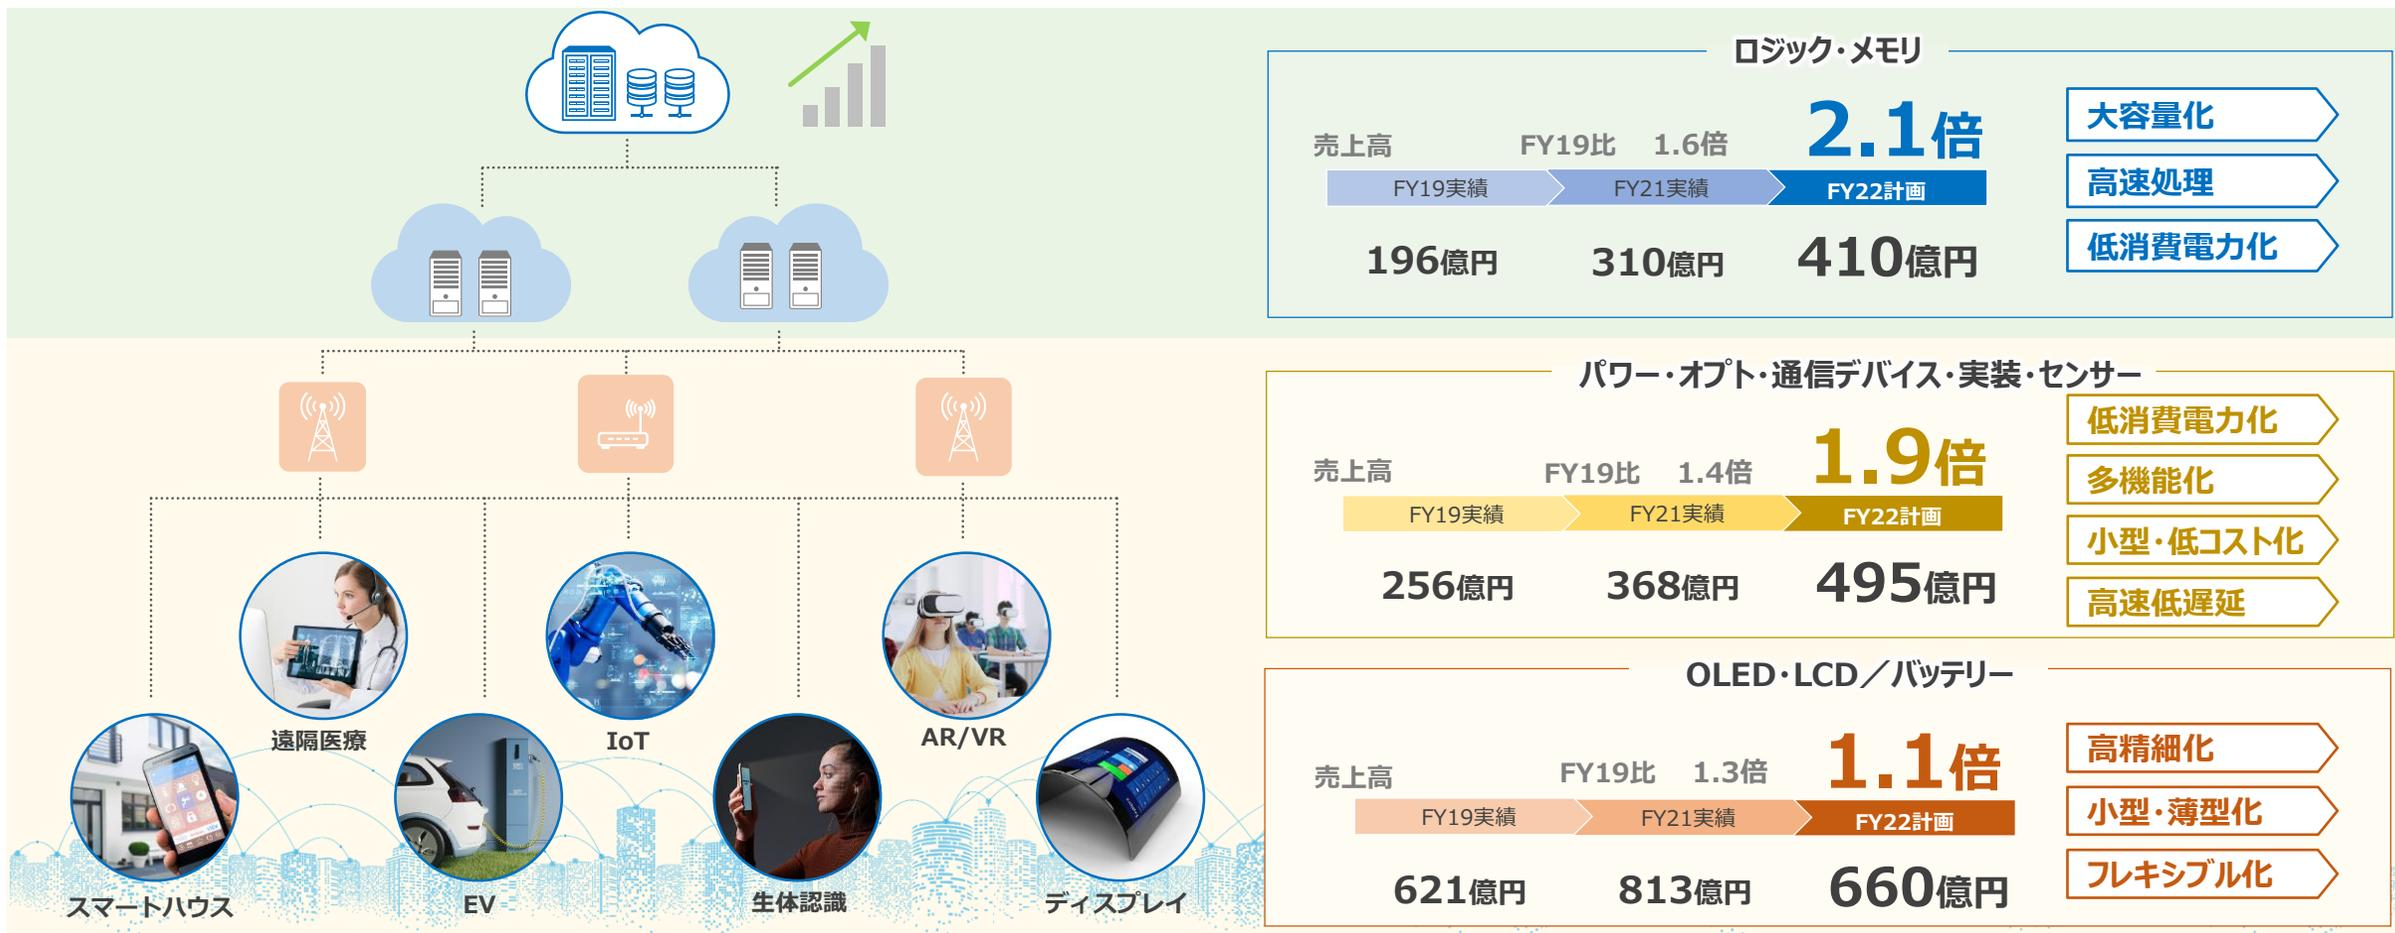 ロジック・メモリ
売上高 FY19比 1.6倍 2.1倍
FY19実績 FY21実績 FY22計画
196億円 310億円 410億円
大容量化
高速処理
低消費電力化
パワー・オプト・通信デバイス・実装・センサー
売上高 FY19比 1.4倍 1.9倍
FY19実績 FY21実績 FY22計画
256億円 368億円 495億円
低消費電力化
多機能化
小型・低コスト化
高速低遅延
OLED・LCD／バッテリー
売上高 FY19比 1.3倍 1.1倍
FY19実績 FY21実績 FY22計画
621億円 813億円 660億円
高精細化
小型・薄型化
フレキシブル化
遠隔医療
IoT
AR/VR
スマートハウス
EV
生体認識
ディスプレイ